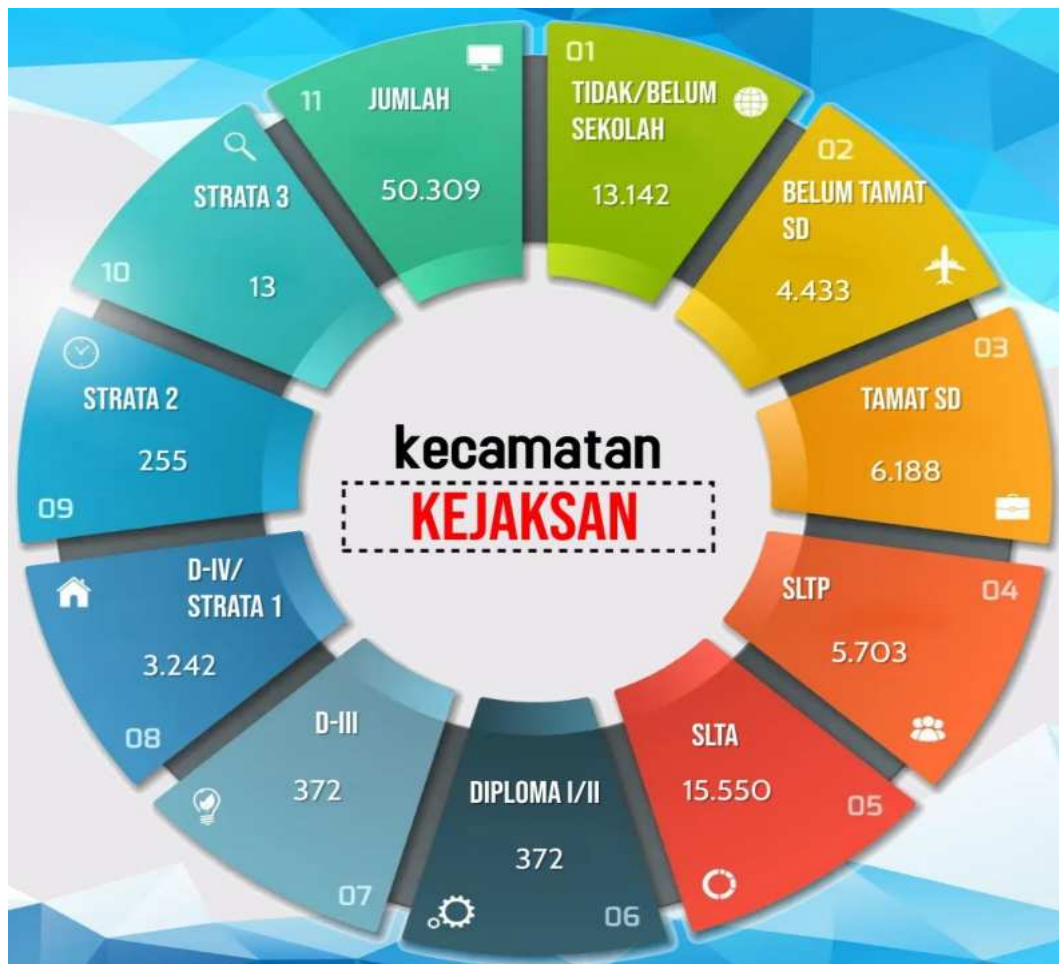 01
TIDAK/BELUM
SEKOLAH
13.142
02
BELUM TAMAT
SD
4.433
03
TAMAT SD
6.188
04
SLTP
5.703
05
SLTA
15.550
06
DIPLOMA I/II
372
07
D-III
372
08
D-IV/
STRATA 1
3.242
09
STRATA 2
255
10
STRATA 3
13
11
JUMLAH
50.309
kecamatan
KEJAKSAN